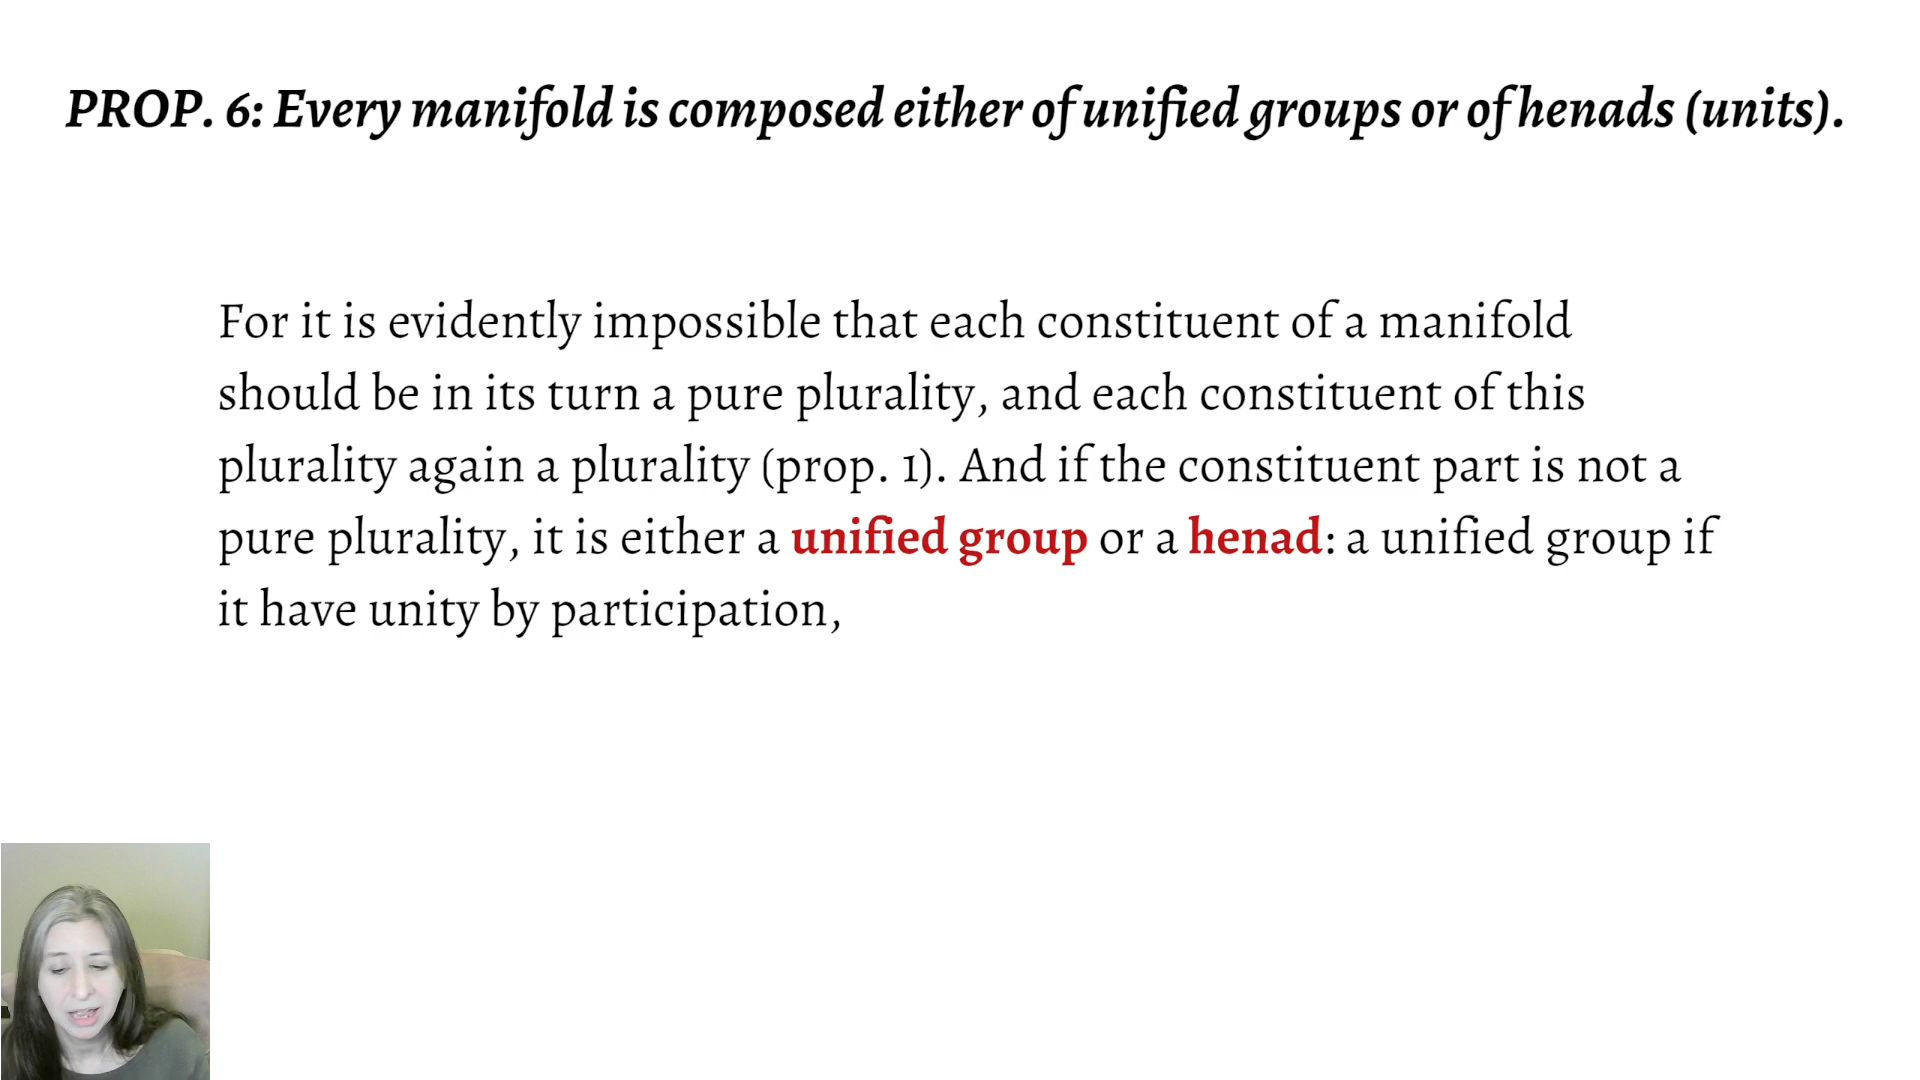 PROP. 6: Every manifold is composed either of unified groups or of henads (units).
For it is evidently impossible that each constituent of a manifold
should be in its turn a pure plurality, and each constituent of this
plurality again a plurality (prop. 1). And if the constituent part is not a
pure plurality, it is either a unified group or a henad: a unified group if
it have unity by participation,